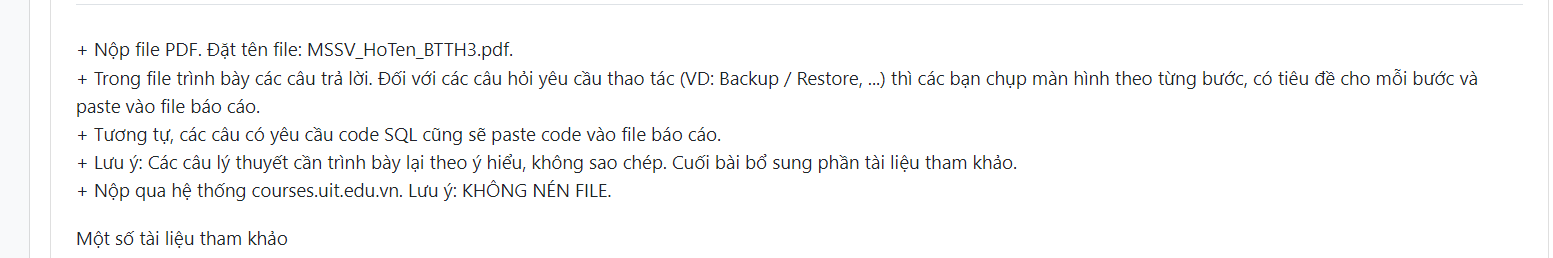 + Nộp file PDF. Đặt tên file: MSSV_HoTen_BTTH3.pdf.
+ Trong file trình bày các câu trả lời. Đối với các câu hỏi yêu cầu thao tác (VD: Backup / Restore, ...) thì các bạn chụp màn hình theo từng bước, có tiêu đề cho mỗi bước và
paste vào file báo cáo.
+ Tương tự, các câu có yêu cầu code SQL cũng sẽ paste code vào file báo cáo.
+ Lưu ý: Các câu lý thuyết cần trình bày lại theo ý hiểu, không sao chép. Cuối bài bổ sung phần tài liệu tham khảo.
+ Nộp qua hệ thống courses.uit.edu.vn. Lưu ý: KHÔNG NÉN FILE.
Một số tài liệu tham khảo